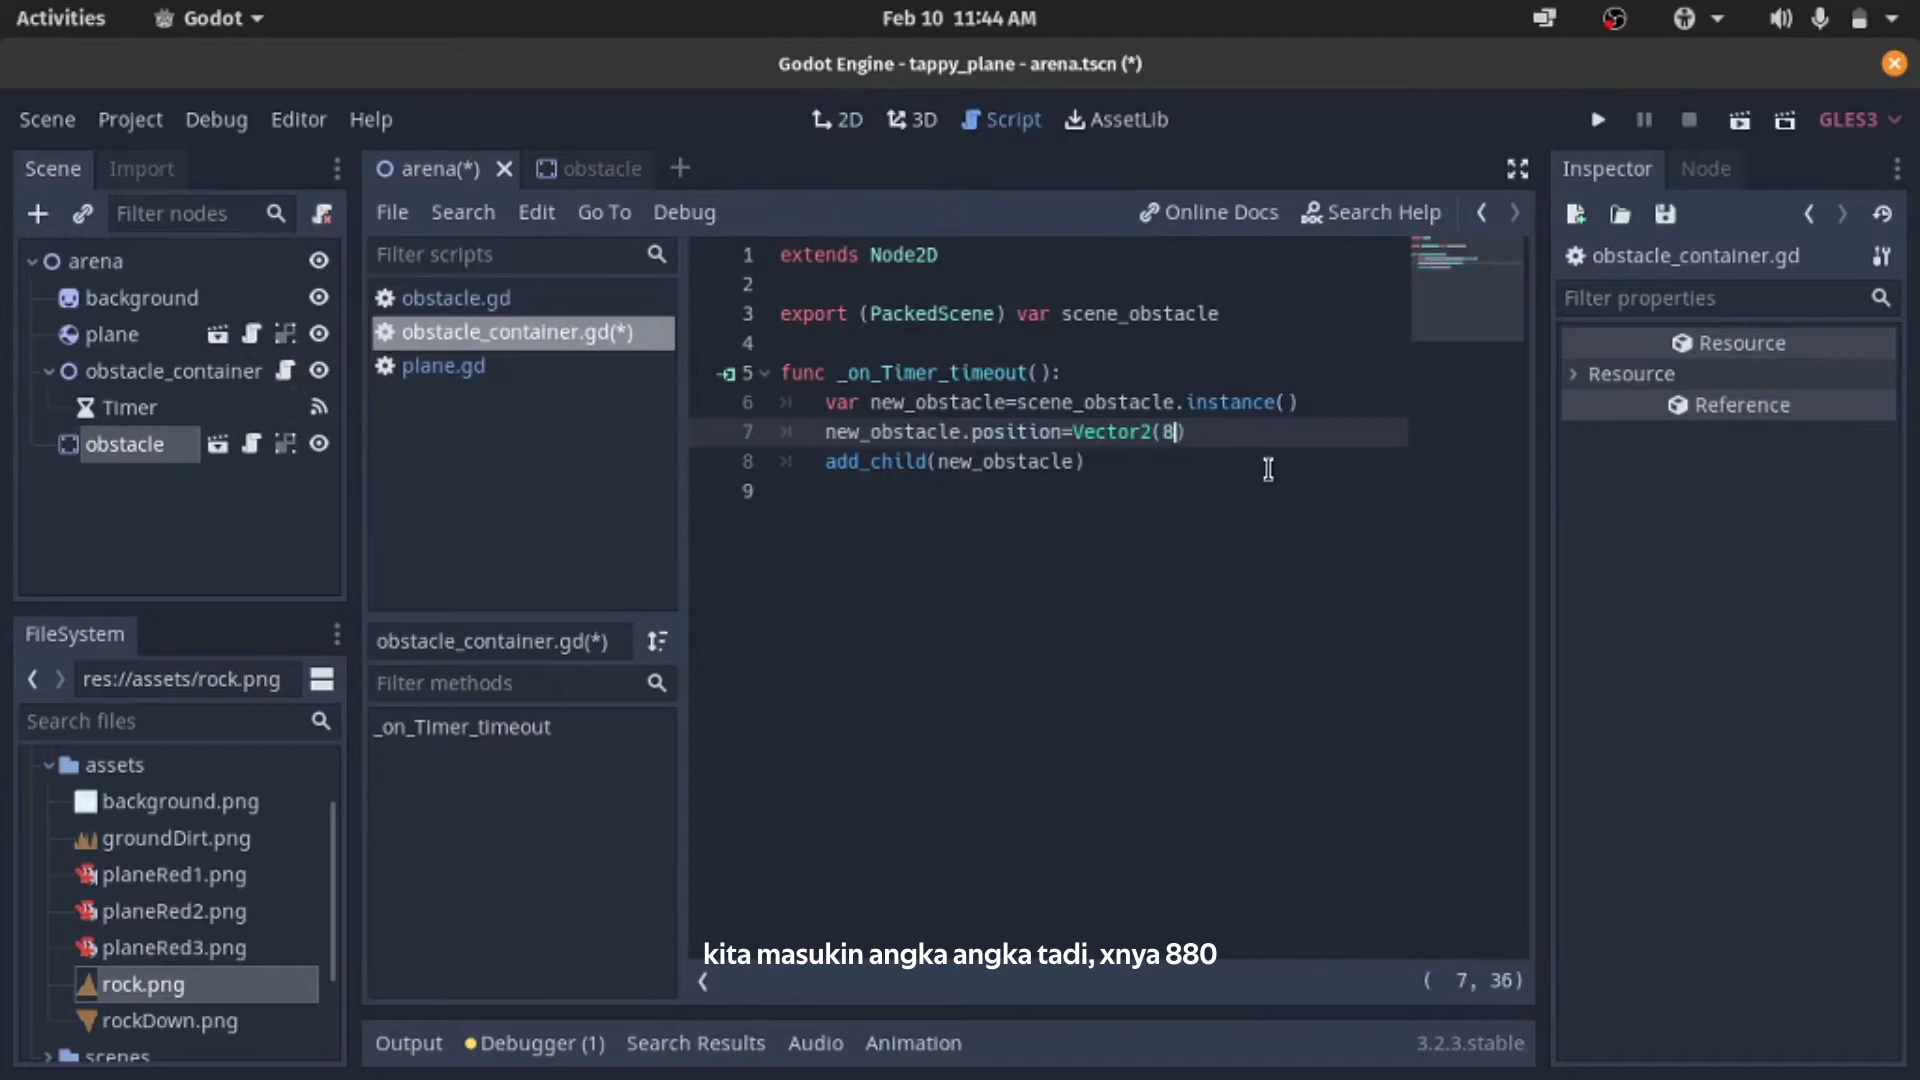 Activities
Godot
Feb 10 11:44 AM
Godot Engine - tappy_plane - arena.tscn (*)
Scene Project Debug Editor Help
2D 3D Script AssetLib
GLES3
Scene Import
Filter nodes
arena
background
plane
obstacle_container
Timer
obstacle
FileSystem
res://assets/rock.png
Search files
assets
background.png
groundDirt.png
planeRed1.png
planeRed2.png
planeRed3.png
rock.png
rockDown.png
scenes
arena(*) obstacle
File Search Edit Go To Debug
Online Docs Search Help
Filter scripts
obstacle.gd
obstacle_container.gd(*)
plane.gd
obstacle_container.gd(*)
Filter methods
_on_Timer_timeout
1 extends Node2D
2
3 export (PackedScene) var scene_obstacle
4
5 func _on_Timer_timeout():
6 var new_obstacle=scene_obstacle.instance()
7 new_obstacle.position=Vector2(8)
8 add_child(new_obstacle)
9
kita masukin angka angka tadi, xnya 880
( 7, 36)
Output Debugger (1) Search Results Audio Animation
3.2.3.stable
Inspector Node
obstacle_container.gd
Filter properties
Resource
Resource
Reference